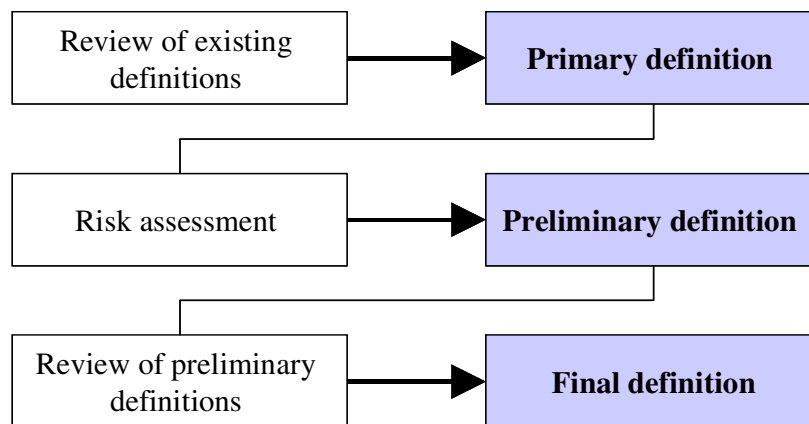 Review of existing
definitions
Primary definition
Risk assessment
Preliminary definition
Review of preliminary
definitions
Final definition